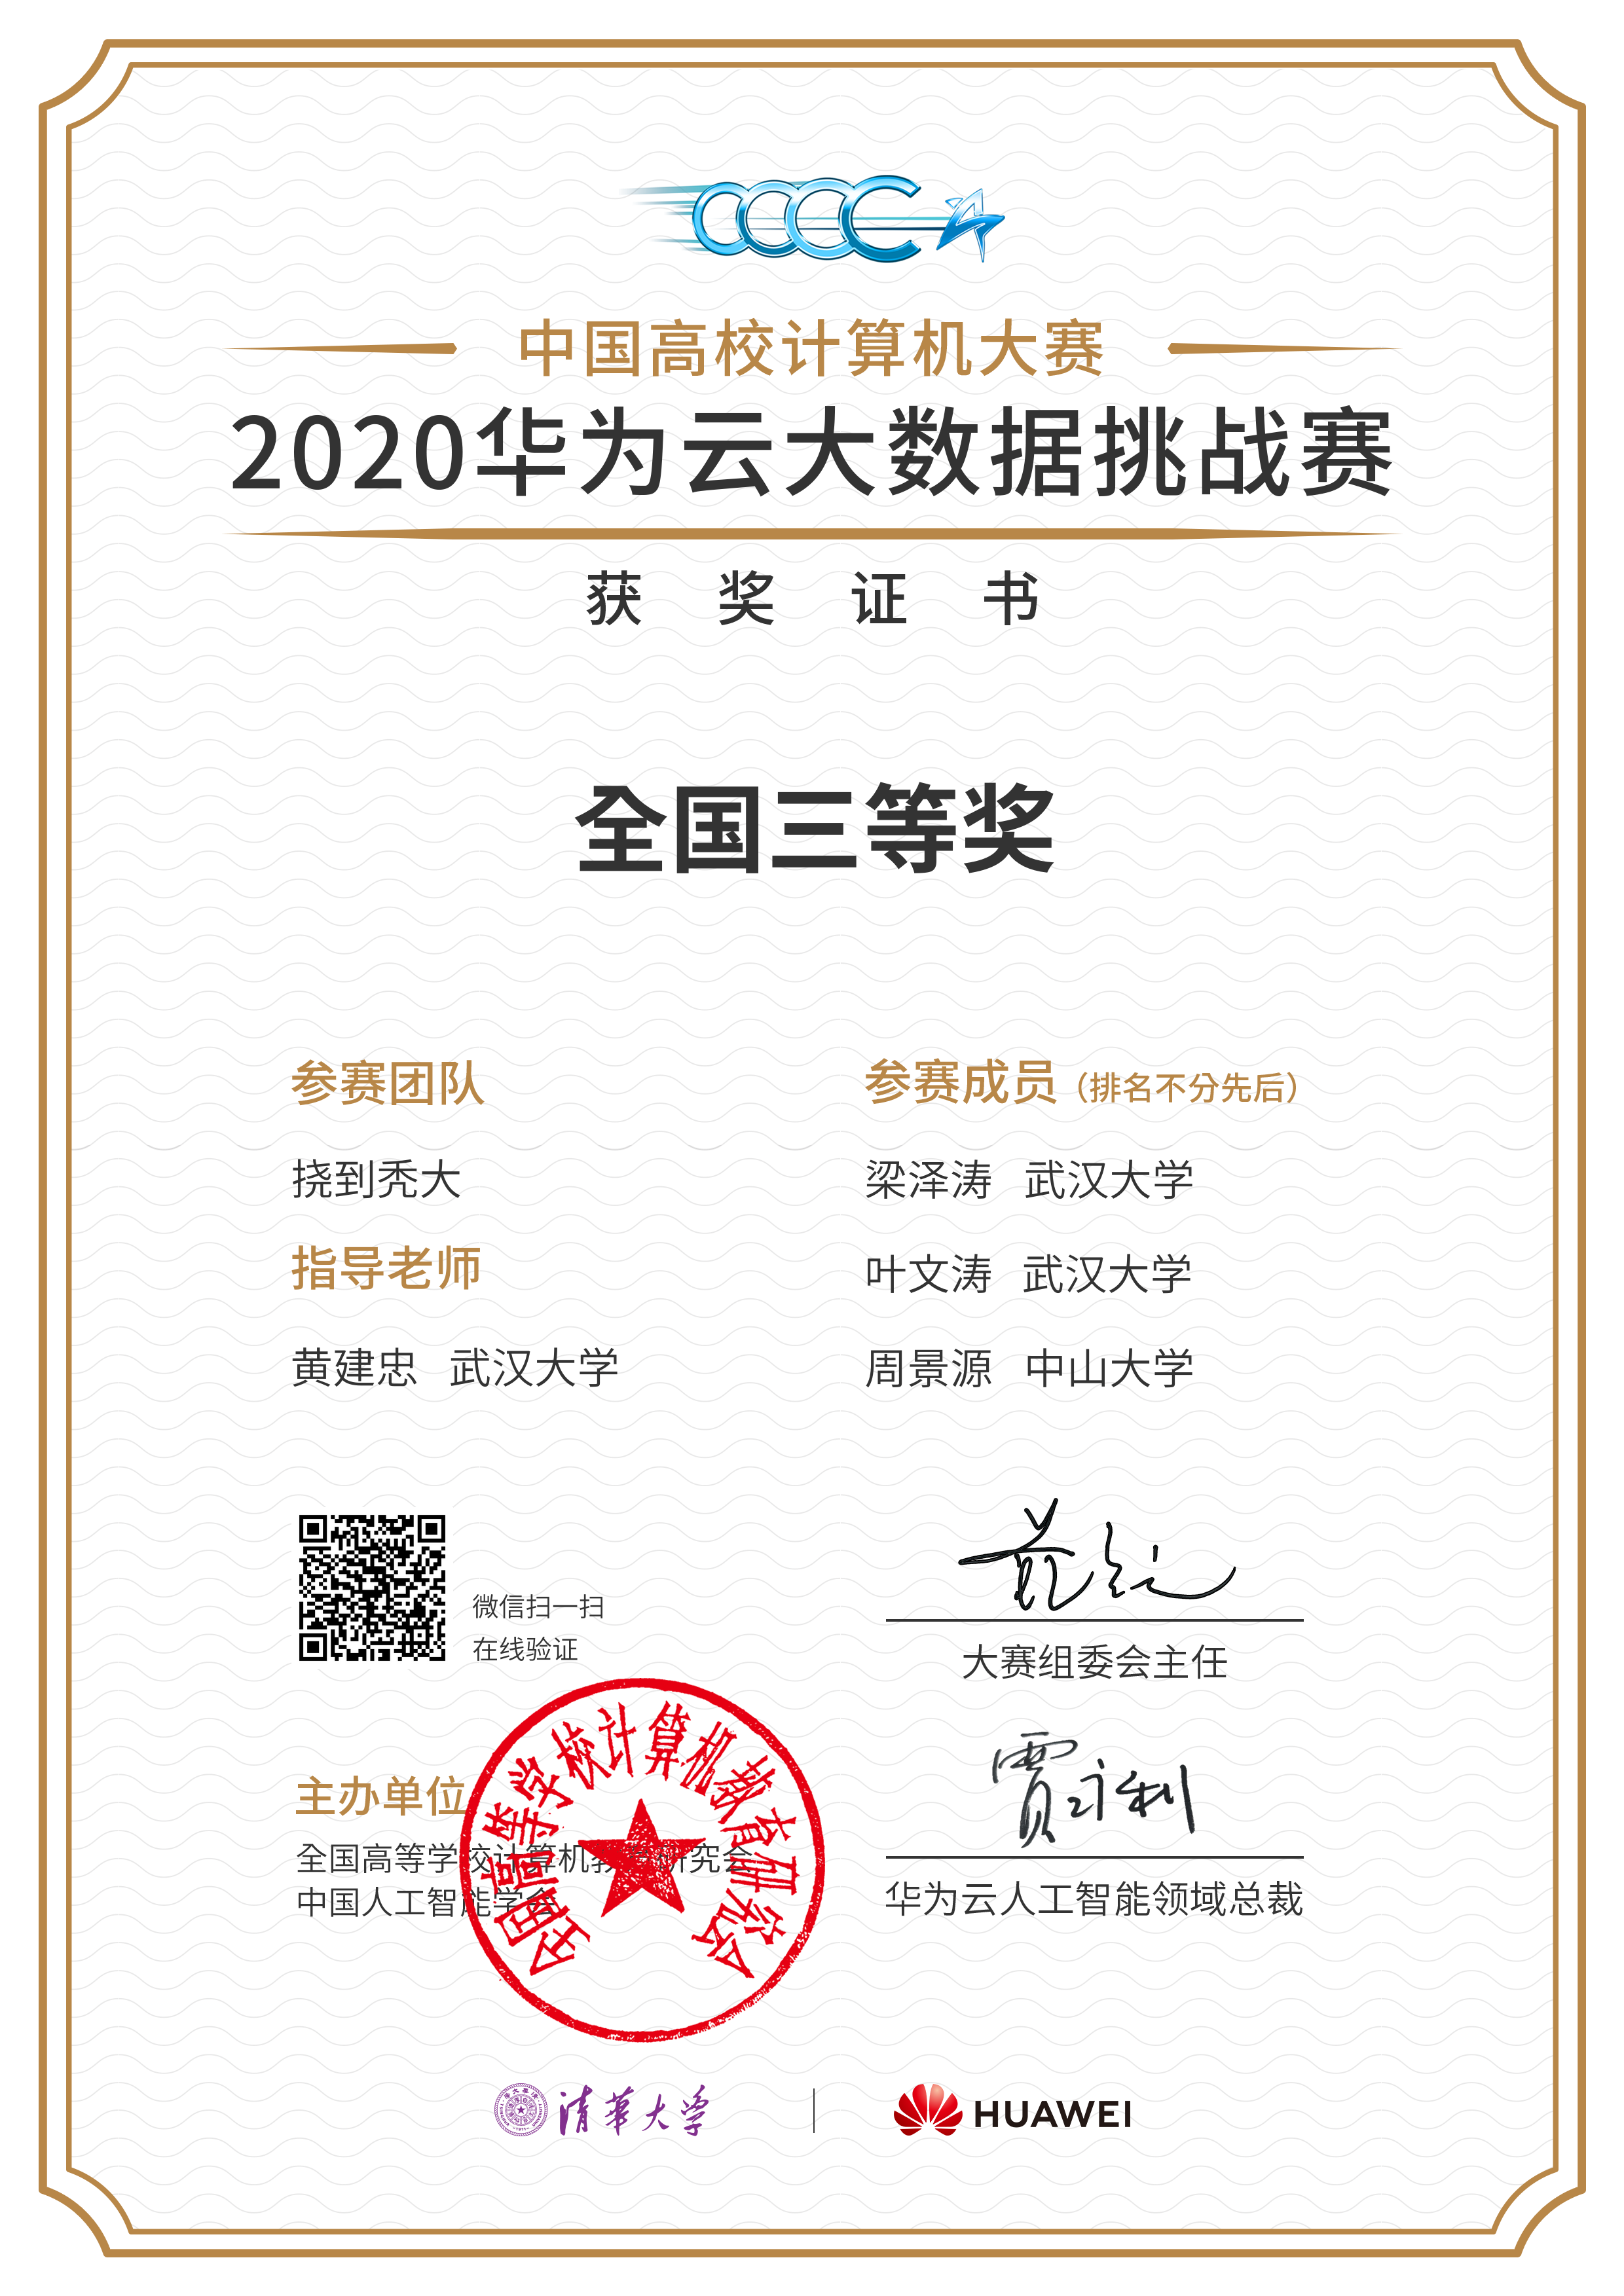 CCCC
中国高校计算机大赛
2020华为云大数据挑战赛
获奖证书
全国三等奖
参赛团队
挠到秃大
指导老师
黄建忠 武汉大学
参赛成员（排名不分先后）
梁泽涛 武汉大学
叶文涛 武汉大学
周景源 中山大学
微信扫一扫
在线验证
大赛组委会主任
贾永利
华为云人工智能领域总裁
主办单位
全国高等学校计算机教育研究会
中国人工智能学会
全国高等学校计算机教育研究会
清華大学
HUAWEI